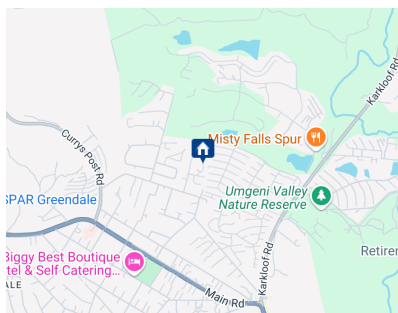 Karkloof Rd
Misty Falls Spur
Currys Post Rd
Umgeni Valley
Nature Reserve
SPAR Greendale
Karkloof Rd
Biggy Best Boutique
tel & Self Catering...
Retirer
ALE
Main Rd